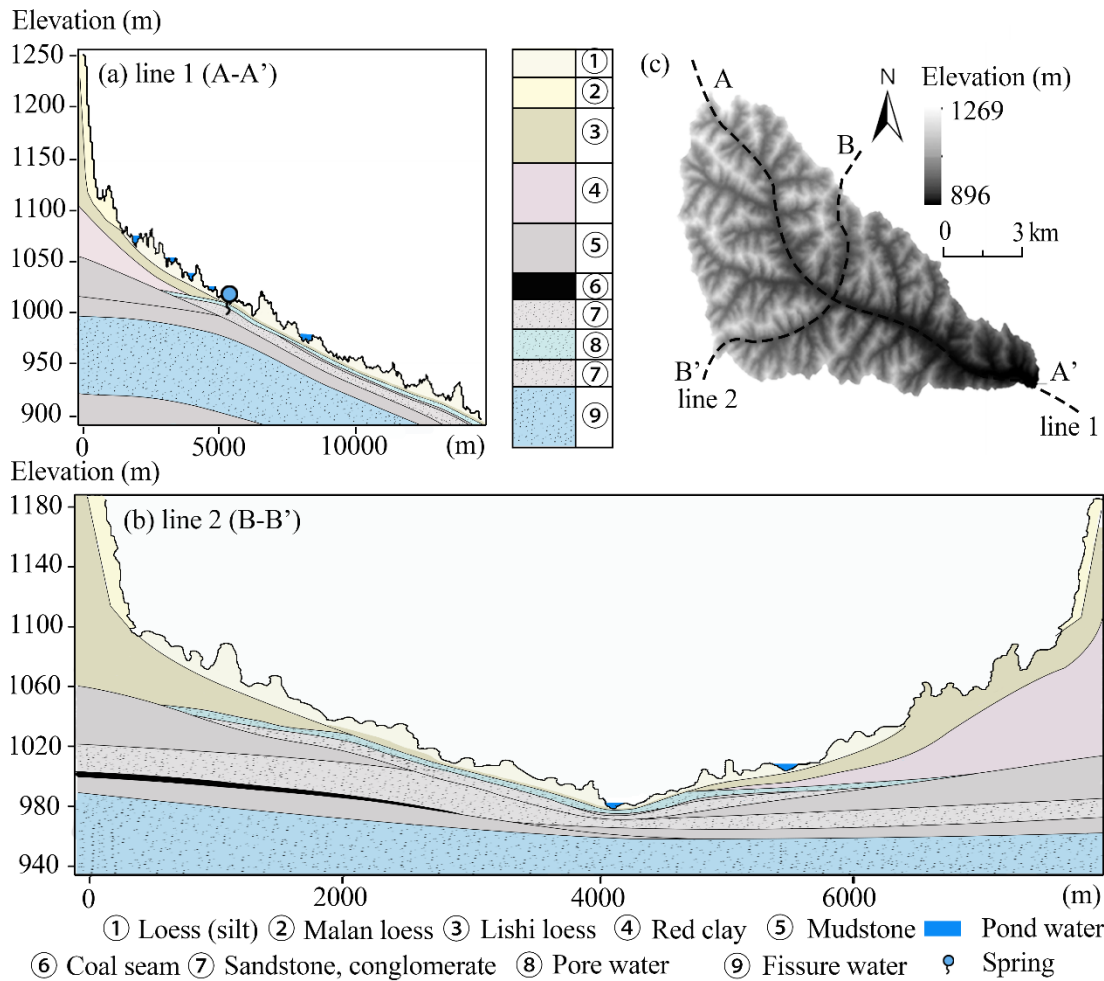 Elevation (m)
(a) line 1 (A-A’)
1250
1200
1150
1100
1050
1000
950
900
0
5000
10000
(m)
①
②
③
④
⑤
⑥
⑦
⑧
⑦
⑨
(c)
A
N
B
Elevation (m)
1269
896
0
3 km
B’
line 2
A’
line 1
Elevation (m)
(b) line 2 (B-B’)
1180
1140
1100
1060
1020
980
940
0
2000
4000
6000
(m)
① Loess (silt) ② Malan loess ③ Lishi loess ④ Red clay ⑤ Mudstone Pond water
⑥ Coal seam ⑦ Sandstone, conglomerate ⑧ Pore water ⑨ Fissure water Spring